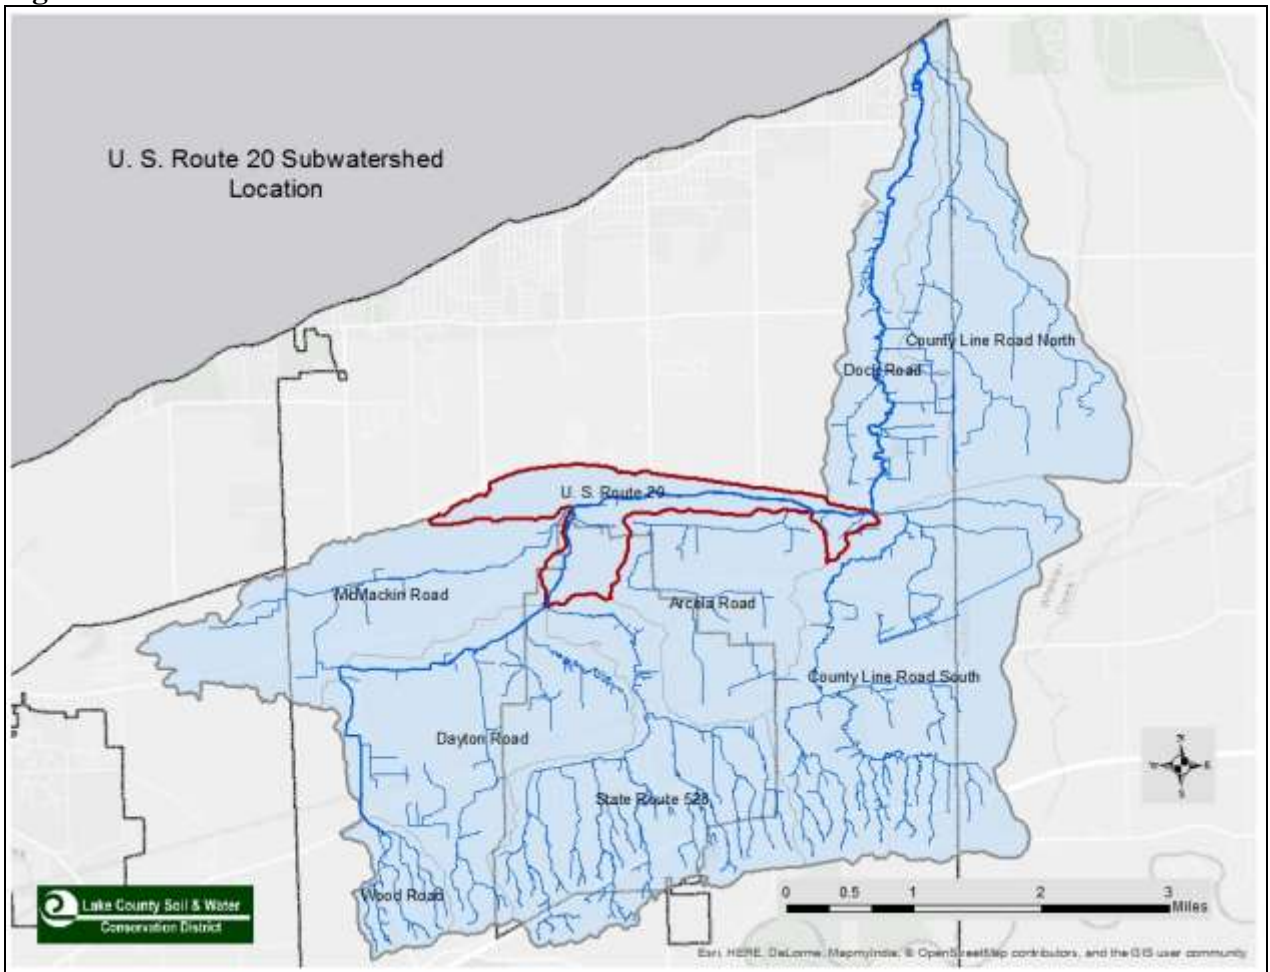 U. S. Route 20 Subwatershed
Location
County Line Road North
Dock Road
U. S. Route 20
McMackin Road
Arcola Road
County Line Road South
Dayton Road
State Route 528
Wood Road
N
W E
S
Lake County Soil & Water
Conservation District
0 0.5 1 2 3
Miles
Esri, HERE, DeLorme, MapmyIndia, © OpenStreetMap contributors, and the GIS user community